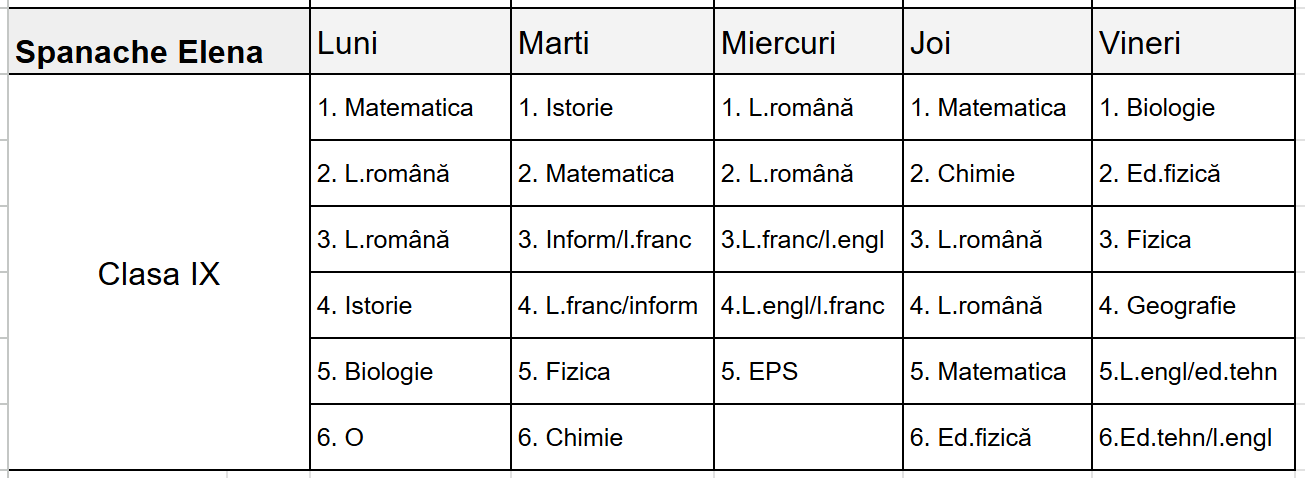 Spanache Elena Luni Marti Miercuri Joi Vineri
1. Matematica 1. Istorie 1. L.română 1. Matematica 1. Biologie
2. L.română 2. Matematica 2. L.română 2. Chimie 2. Ed.fizică
3. L.română 3. Inform/l.franc 3.L.franc/l.engl 3. L.română 3. Fizica
Clasa IX
4. Istorie 4. L.franc/inform 4.L.engl/l.franc 4. L.română 4. Geografie
5. Biologie 5. Fizica 5. EPS 5. Matematica 5.L.engl/ed.tehn
6. O 6. Chimie 6. Ed.fizică 6.Ed.tehn/l.engl